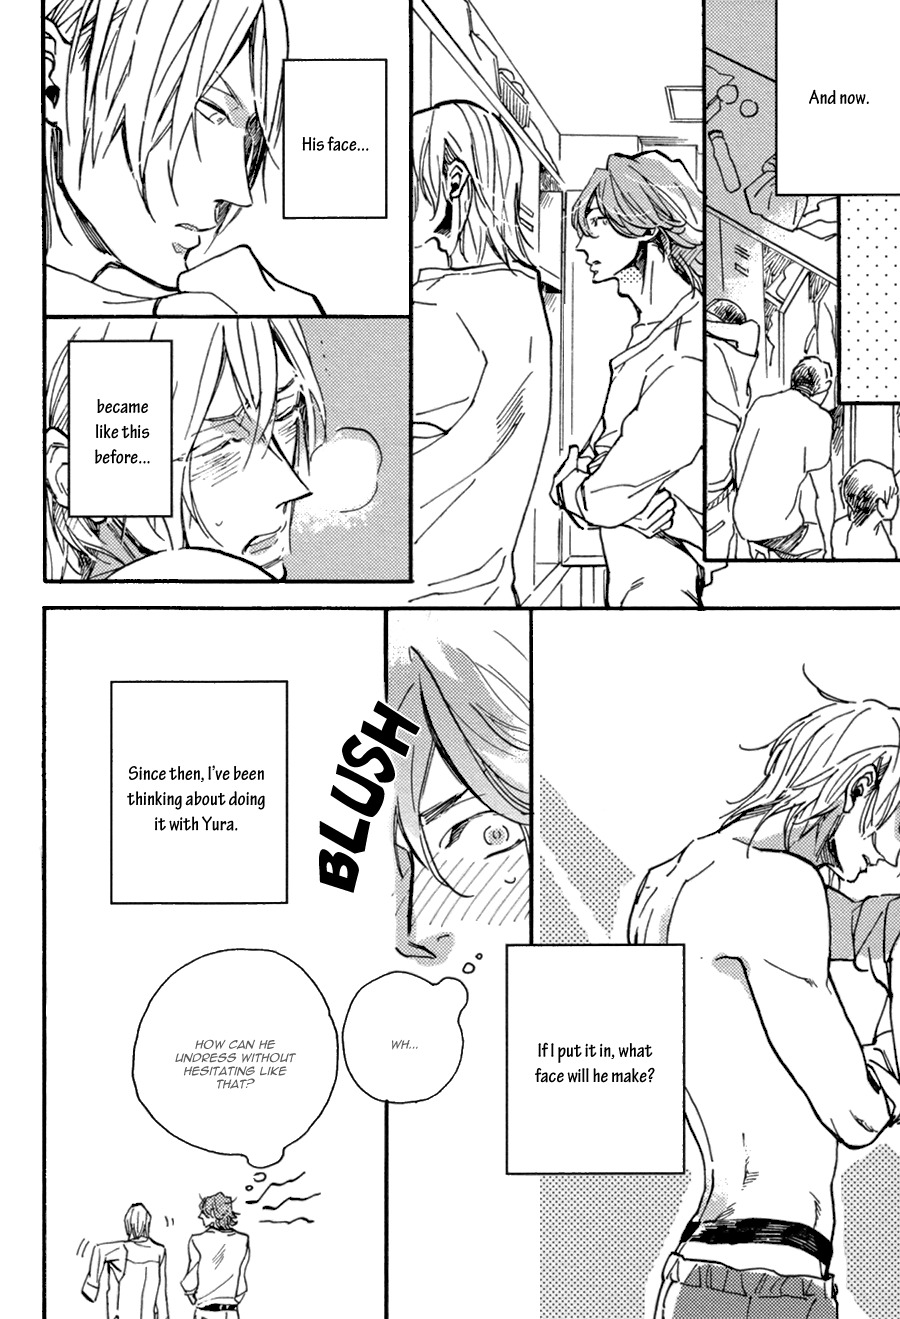 And now.
His face...
became
like this
before...
If I put it in, what
face will he make?
BLUSH
Since then, I've been
thinking about doing
it with Yura.
WH...
HOW CAN HE
UNDRESS WITHOUT
HESITATING LIKE
THAT?